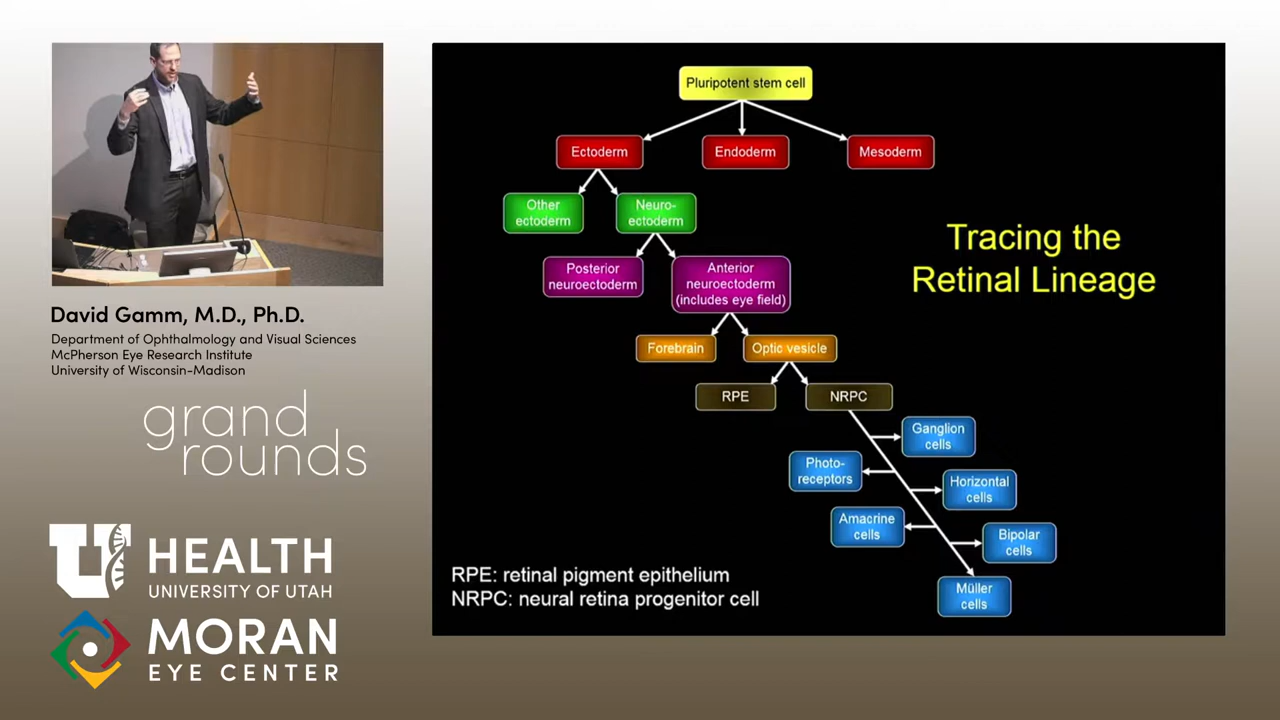 David Gamm, M.D., Ph.D.
Department of Ophthalmology and Visual Sciences
McPherson Eye Research Institute
University of Wisconsin-Madison
grand
rounds
U HEALTH
UNIVERSITY OF UTAH
MORAN
EYE CENTER
Pluripotent stem cell
Ectoderm
Endoderm
Mesoderm
Other
ectoderm
Neuro-
ectoderm
Tracing the
Retinal Lineage
Posterior
neuroectoderm
Anterior
neuroectoderm
(includes eye field)
Forebrain
Optic vesicle
RPE
NRPC
Ganglion
cells
Photo-
receptors
Horizontal
cells
Amacrine
cells
Bipolar
cells
Müller
cells
RPE: retinal pigment epithelium
NRPC: neural retina progenitor cell